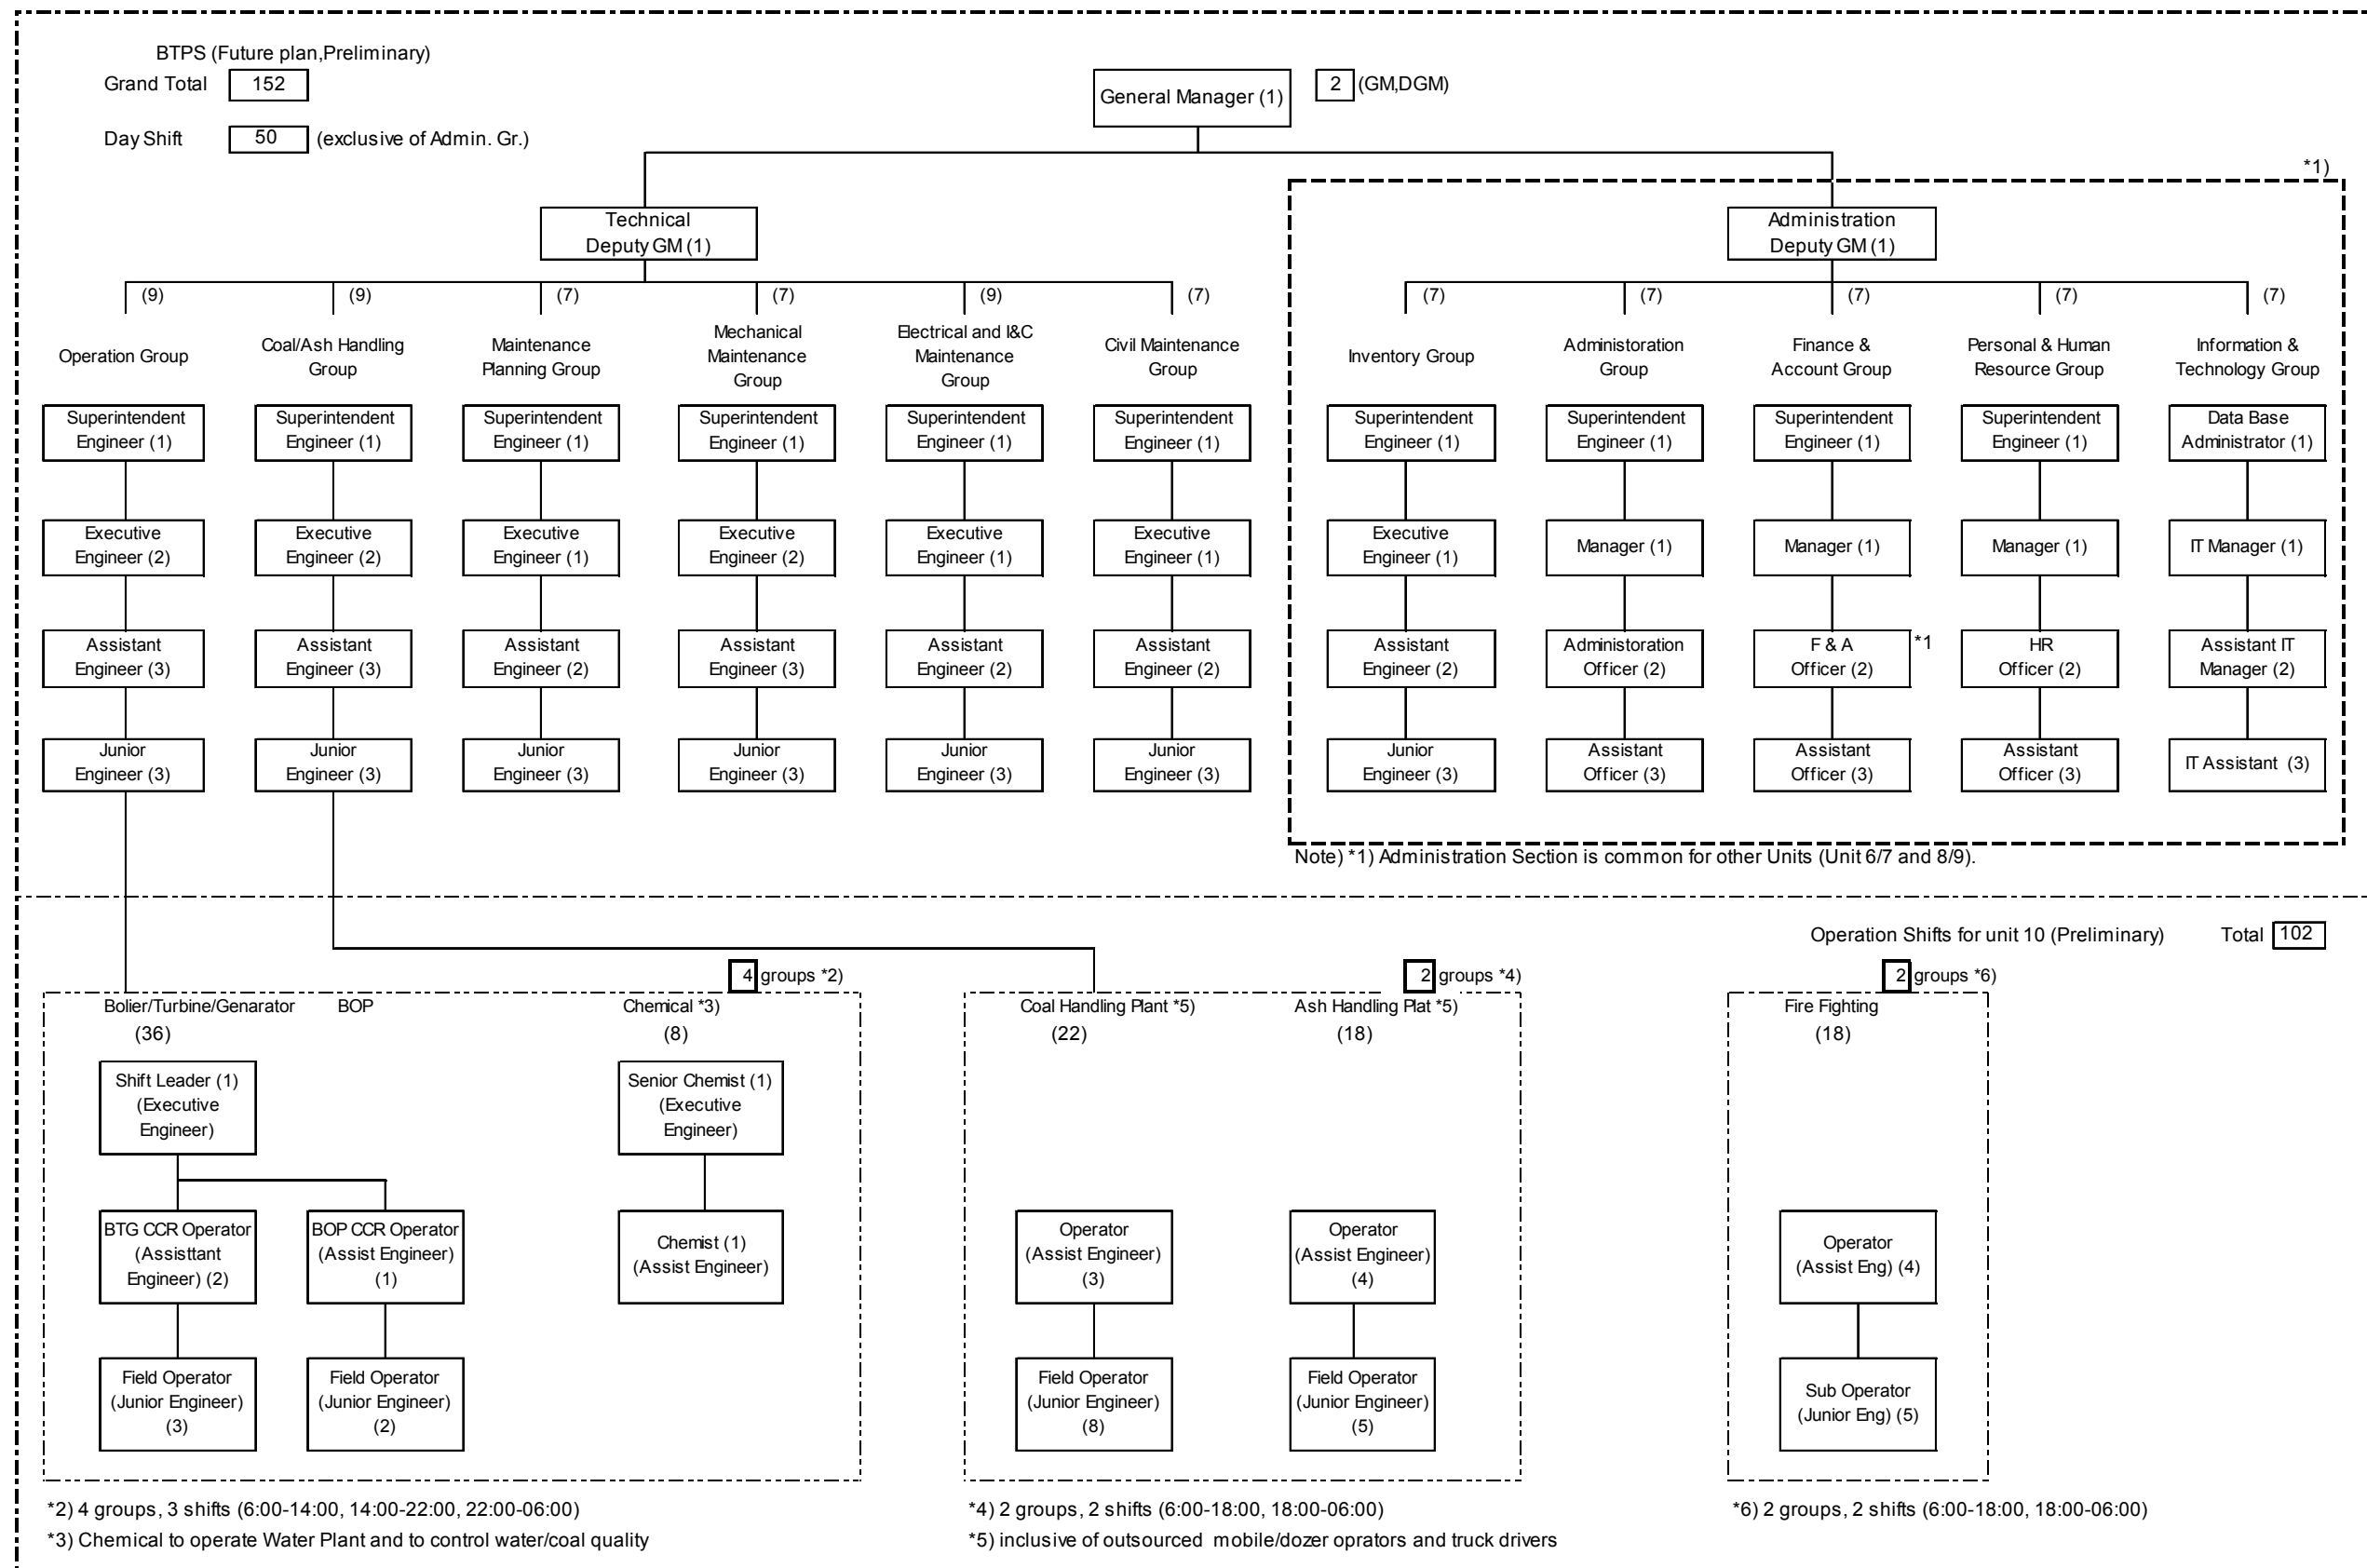 BTPS (Future plan,Preliminary)
Grand Total 152
Day Shift 50 (exclusive of Admin. Gr.)
General Manager (1)
2 (GM,DGM)
*1)
Technical
Deputy GM (1)
Administration
Deputy GM (1)
(9) (9) (7) (7) (9) (7) (7) (7) (7) (7) (7)
Operation Group
Coal/Ash Handling
Group
Maintenance
Planning Group
Mechanical
Maintenance
Group
Electrical and I&C
Maintenance
Group
Civil Maintenance
Group
Inventory Group
Administoration
Group
Finance &
Account Group
Personal & Human
Resource Group
Information &
Technology Group
Superintendent
Engineer (1)
Superintendent
Engineer (1)
Superintendent
Engineer (1)
Superintendent
Engineer (1)
Superintendent
Engineer (1)
Superintendent
Engineer (1)
Superintendent
Engineer (1)
Superintendent
Engineer (1)
Superintendent
Engineer (1)
Superintendent
Engineer (1)
Data Base
Administrator (1)
Executive
Engineer (2)
Executive
Engineer (2)
Executive
Engineer (1)
Executive
Engineer (2)
Executive
Engineer (1)
Executive
Engineer (1)
Executive
Engineer (1)
Manager (1)
Manager (1)
Manager (1)
IT Manager (1)
Assistant
Engineer (3)
Assistant
Engineer (3)
Assistant
Engineer (2)
Assistant
Engineer (3)
Assistant
Engineer (2)
Assistant
Engineer (2)
Assistant
Engineer (2)
Administoration
Officer (2)
F & A
Officer (2)
*1
HR
Officer (2)
Assistant IT
Manager (2)
Junior
Engineer (3)
Junior
Engineer (3)
Junior
Engineer (3)
Junior
Engineer (3)
Junior
Engineer (3)
Junior
Engineer (3)
Junior
Engineer (3)
Assistant
Officer (3)
Assistant
Officer (3)
Assistant
Officer (3)
IT Assistant (3)
Note) *1) Administration Section is common for other Units (Unit 6/7 and 8/9).
Operation Shifts for unit 10 (Preliminary) Total 102
4 groups *2)
2 groups *4)
2 groups *6)
Bolier/Turbine/Genarator
(36)
BOP
Chemical *3)
(8)
Coal Handling Plant *5)
(22)
Ash Handling Plat *5)
(18)
Fire Fighting
(18)
Shift Leader (1)
(Executive
Engineer)
Senior Chemist (1)
(Executive
Engineer)
BTG CCR Operator
(Assisttant
Engineer) (2)
BOP CCR Operator
(Assist Engineer)
(1)
Chemist (1)
(Assist Engineer)
Operator
(Assist Engineer)
(3)
Operator
(Assist Engineer)
(4)
Operator
(Assist Eng) (4)
Field Operator
(Junior Engineer)
(3)
Field Operator
(Junior Engineer)
(2)
Field Operator
(Junior Engineer)
(8)
Field Operator
(Junior Engineer)
(5)
Sub Operator
(Junior Eng) (5)
*2) 4 groups, 3 shifts (6:00-14:00, 14:00-22:00, 22:00-06:00)
*3) Chemical to operate Water Plant and to control water/coal quality
*4) 2 groups, 2 shifts (6:00-18:00, 18:00-06:00)
*5) inclusive of outsourced mobile/dozer oprators and truck drivers
*6) 2 groups, 2 shifts (6:00-18:00, 18:00-06:00)